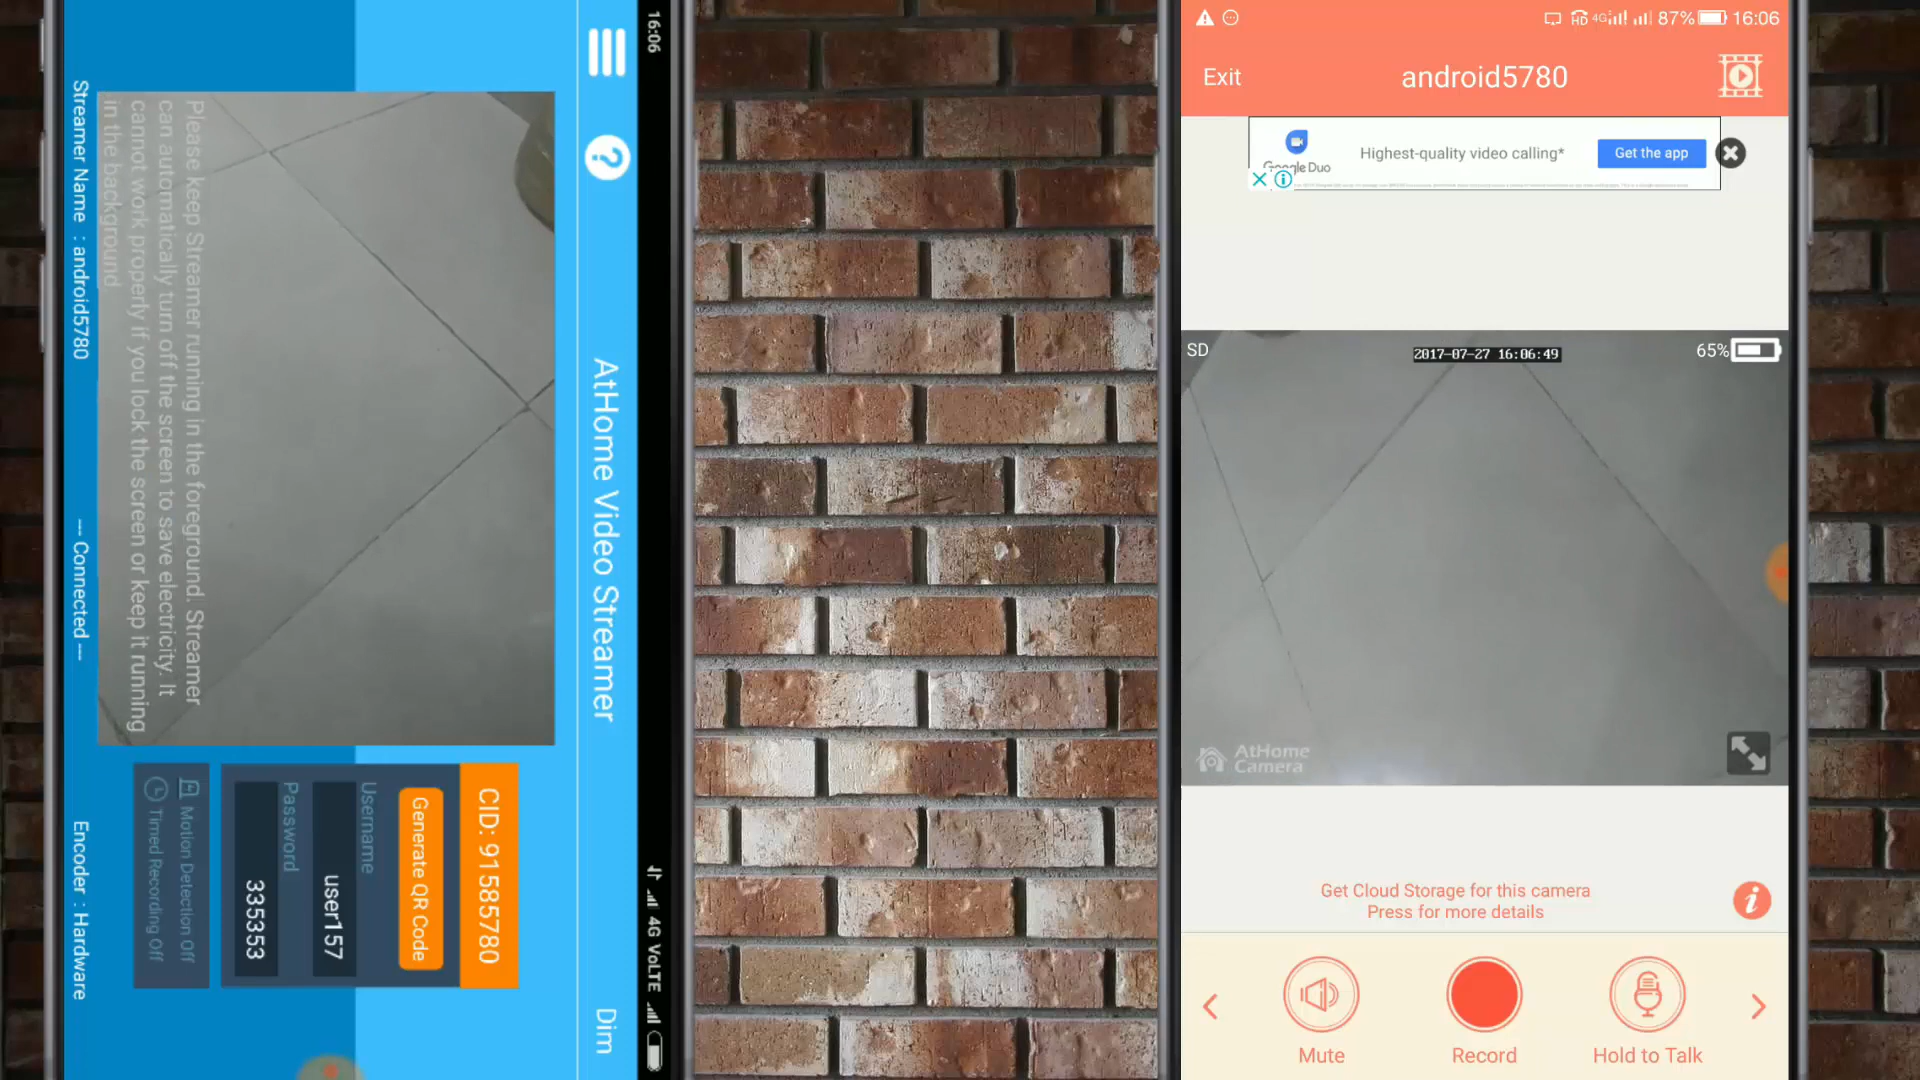 16:06
AtHome Video Streamer
Dim
4G VoLTE
CID: 91585780
Generate QR Code
Username
user157
Password
335353
Motion Detection Off
Timed Recording Off
Please keep Streamer running in the foreground. Streamer
can automatically turn off the screen to save electricity. It
cannot work properly if you lock the screen or keep it running
in the background
Streamer Name : android5780
--- Connected ---
Encoder : Hardware
HD 4G 87% 16:06
Exit
android5780
Google Duo
Highest-quality video calling*
Get the app
SD
2017-07-27 16:06:49
65%
AtHome
Camera
Get Cloud Storage for this camera
Press for more details
Mute
Record
Hold to Talk